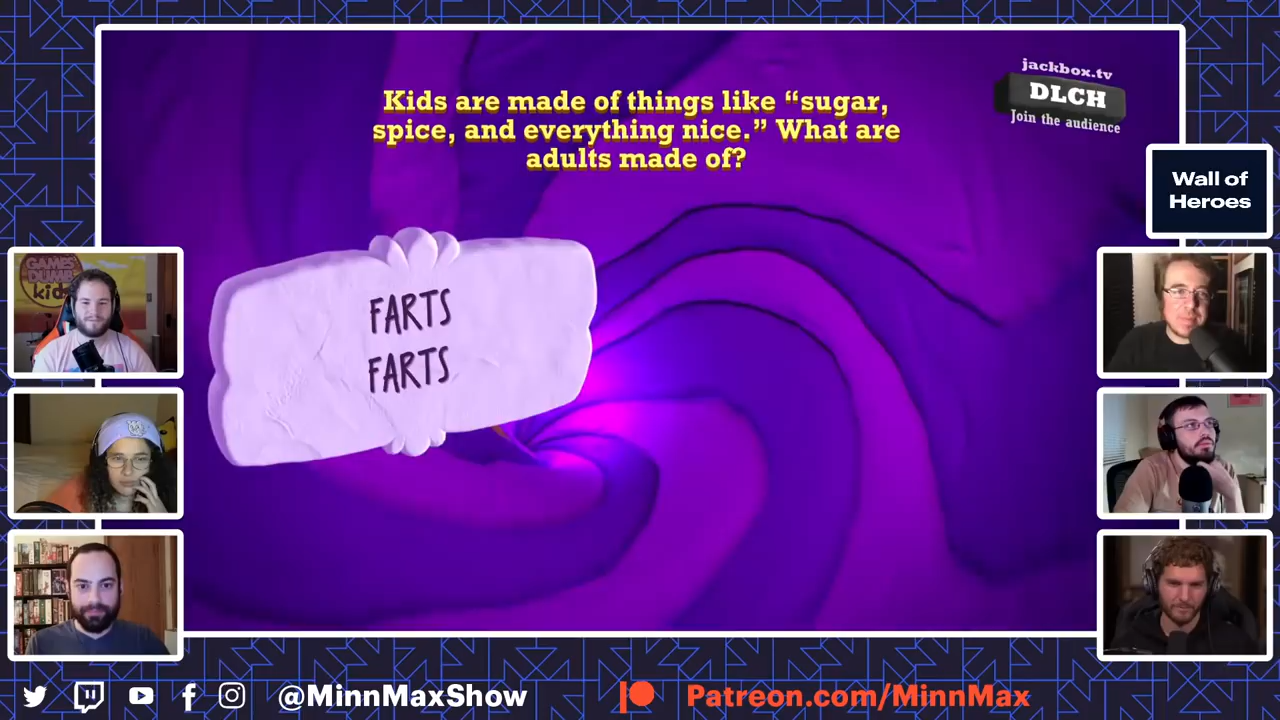 Kids are made of things like “sugar,
spice, and everything nice.” What are
adults made of?
jackbox.tv
DLCH
Join the audience
Wall of
Heroes
FARTS
FARTS
GAMES
DUMB
kid
@MinnMaxShow
Patreon.com/MinnMax